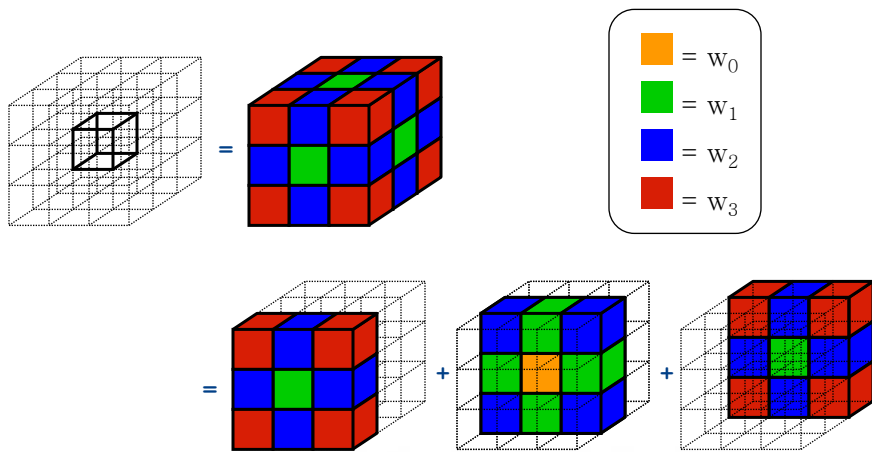 = w₀
= w₁
= w₂
= w₃
=
=
+
+